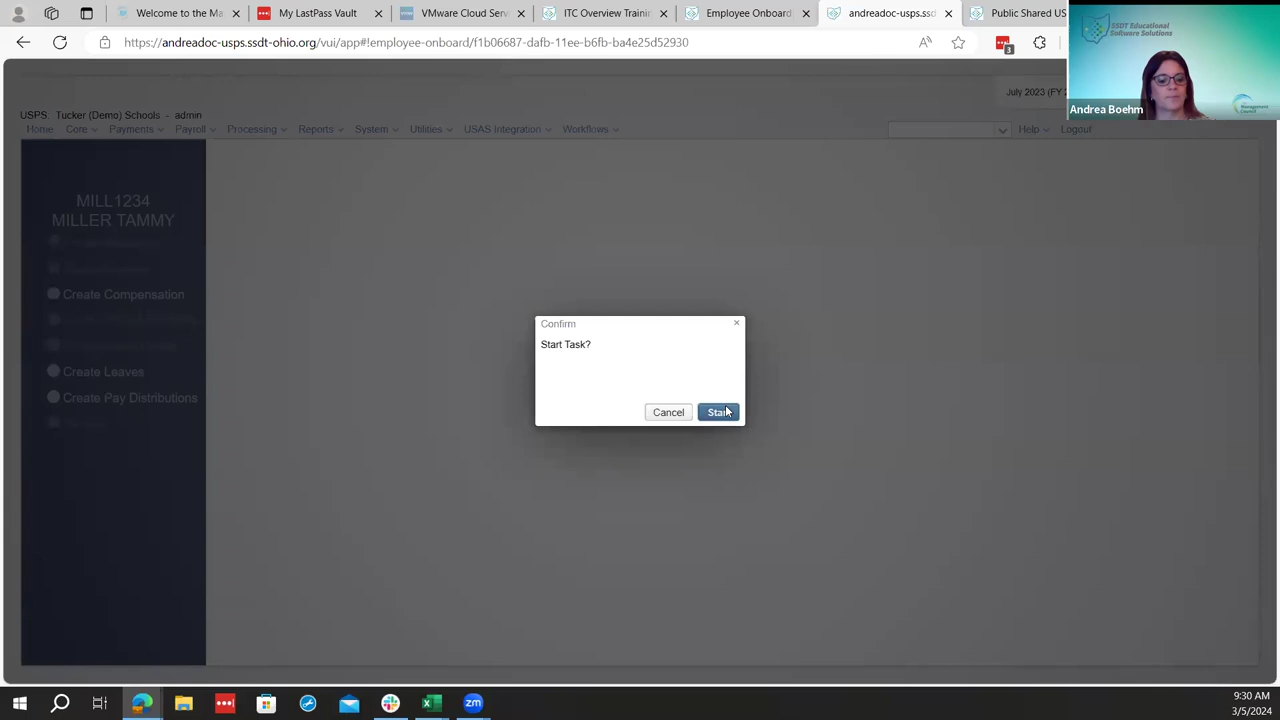 Welcome to the Ma
My LastPass Vault
VMware Cloud Serv
ITC Overview Trainin
Employee Onboard
andreadoc-usps.ssd
Public Shared US
https://andreadoc-usps.ssdt-ohio.org/vui/app#!employee-onboard/f1b06687-dafb-11ee-b6fb-ba4e25d52930
3
SSDT Educational
Software Solutions
Andrea Boehm
Management
Council
July 2023 (FY 2
USPS: Tucker (Demo) Schools - admin
Home Core Payments Payroll Processing Reports System Utilities USAS Integration Workflows Help Logout
MILL1234
MILLER TAMMY
Create Compensation
Create Leaves
Create Pay Distributions
Confirm
Start Task?
Cancel Start
9:30 AM
3/5/2024